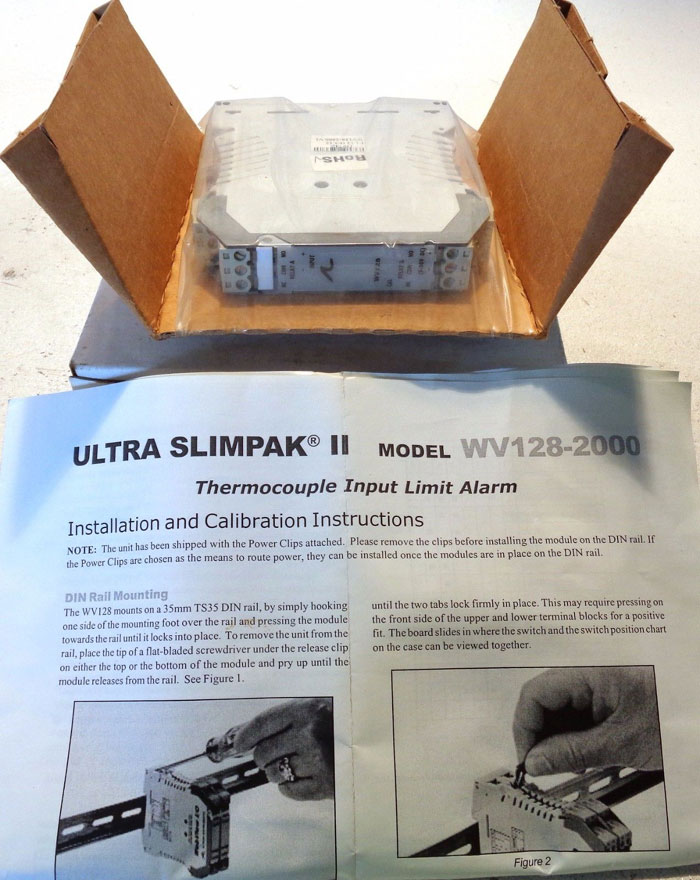 RoHS
ULTRA SLIMPAK® II MODEL WV128-2000
Thermocouple Input Limit Alarm
Installation and Calibration Instructions
NOTE: The unit has been shipped with the Power Clips attached. Please remove the clips before installing the module on the DIN rail. If
the Power Clips are chosen as the means to route power, they can be installed once the modules are in place on the DIN rail.
DIN Rail Mounting
The WV128 mounts on a 35mm TS35 DIN rail, by simply hooking
one side of the mounting foot over the rail and pressing the module
towards the rail until it locks into place. To remove the unit from the
rail, place the tip of a flat-bladed screwdriver under the release clip
on either the top or the bottom of the module and pry up until the
module releases from the rail. See Figure 1.
until the two tabs lock firmly in place. This may require pressing on
the front side of the upper and lower terminal blocks for a positive
fit. The board slides in where the switch and the switch position chart
on the case can be viewed together.
Figure 2